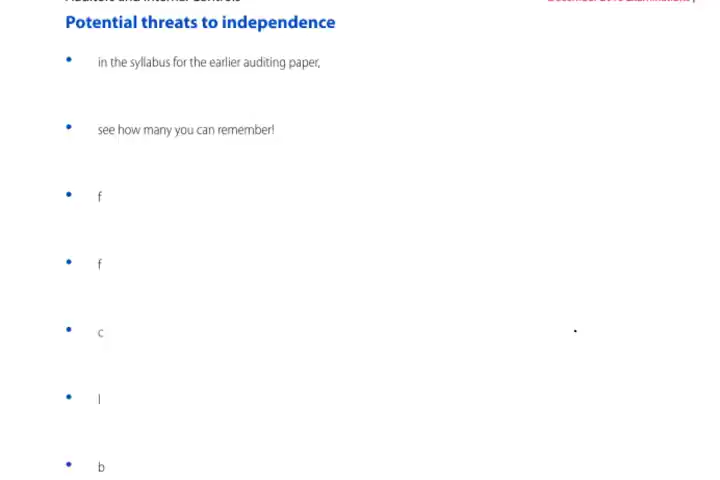 Potential threats to independence
• in the syllabus for the earlier auditing paper,
• see how many you can remember!
• f
• f
• c
• l
• b